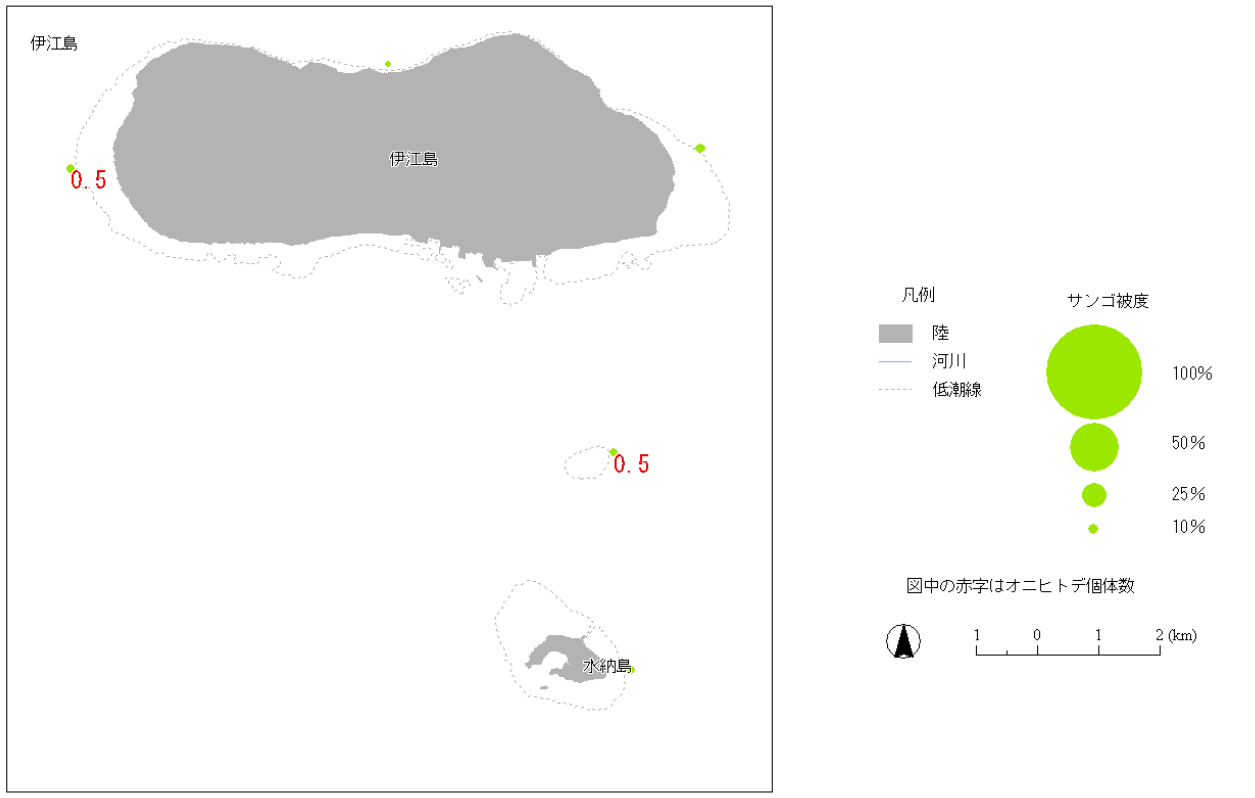 伊江島
伊江島
0.5
0.5
水納島
凡例
陸
河川
低潮線
サンゴ被度
100%
50%
25%
10%
図中の赤字はオニヒトデ個体数
1 0 1 2 (km)